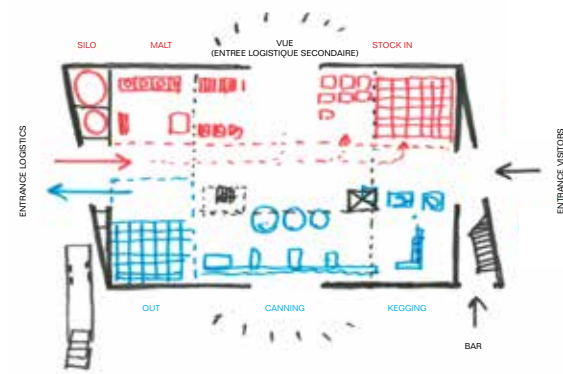 VUE
(ENTREE LOGISTIQUE SECONDAIRE)
SILO
MALT
STOCK IN
ENTRANCE LOGISTICS
ENTRANCE VISITORS
OUT
CANNING
KEGGING
BAR